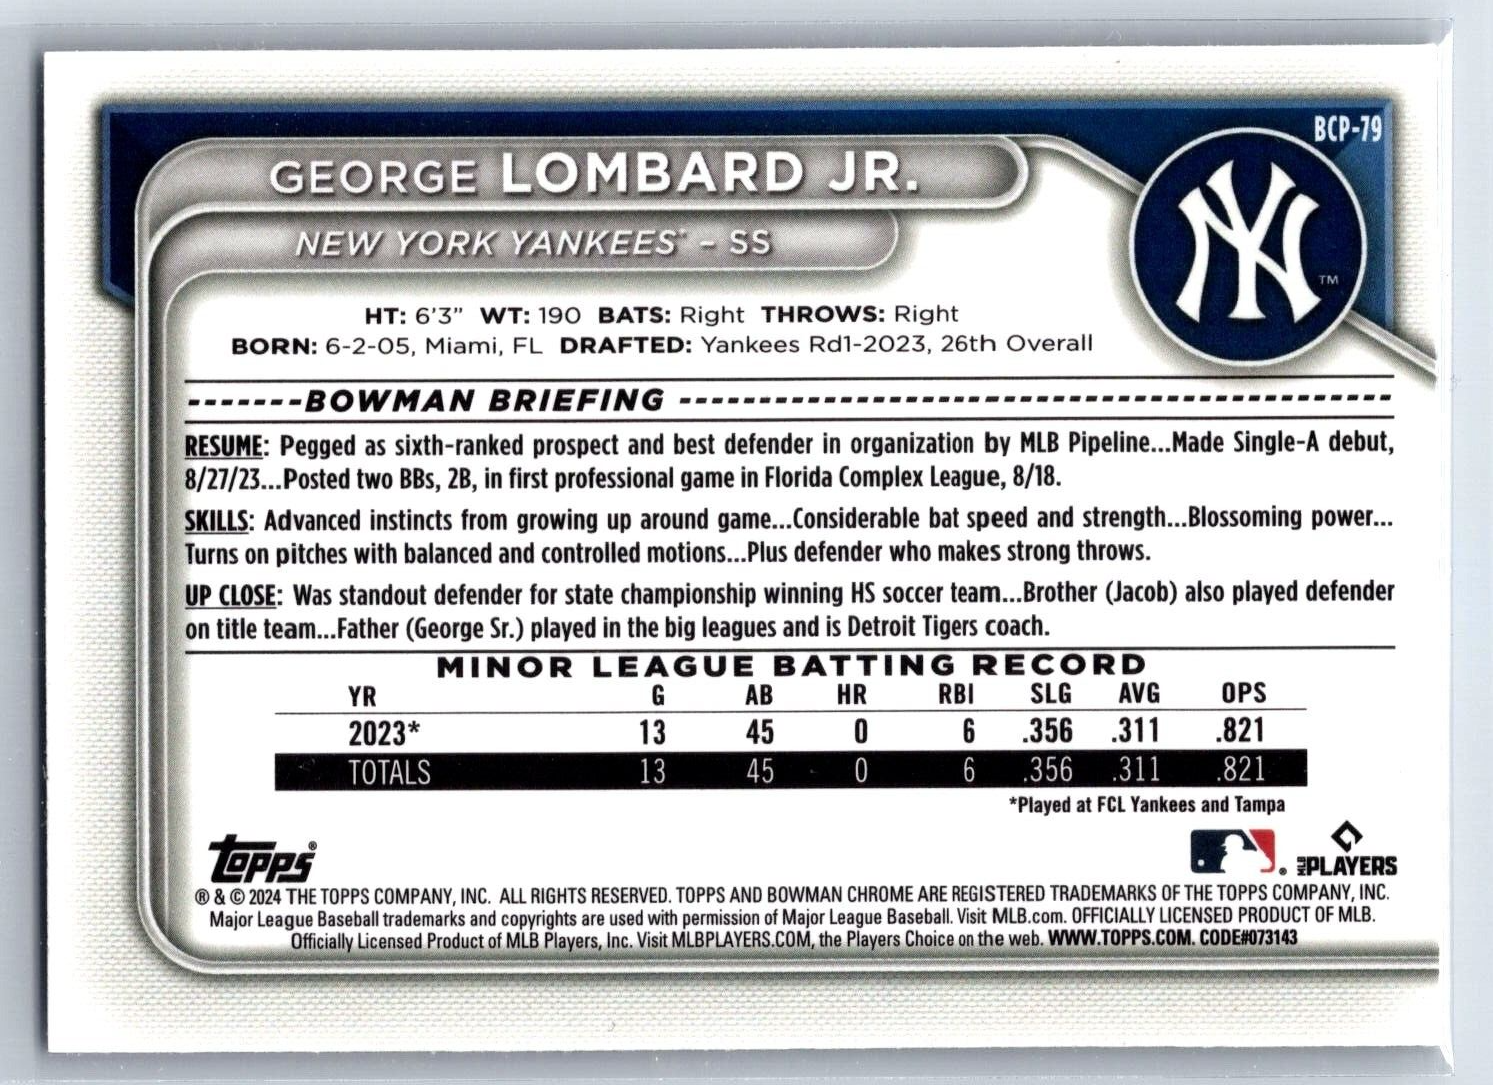 BCP-79
GEORGE LOMBARD JR.
NEW YORK YANKEES™ - SS
NY
™
HT: 6'3" WT: 190 BATS: Right THROWS: Right
BORN: 6-2-05, Miami, FL DRAFTED: Yankees Rd1-2023, 26th Overall
BOWMAN BRIEFING
RESUME: Pegged as sixth-ranked prospect and best defender in organization by MLB Pipeline...Made Single-A debut,
8/27/23...Posted two BBs, 2B, in first professional game in Florida Complex League, 8/18.
SKILLS: Advanced instincts from growing up around game...Considerable bat speed and strength...Blossoming power...
Turns on pitches with balanced and controlled motions...Plus defender who makes strong throws.
UP CLOSE: Was standout defender for state championship winning HS soccer team...Brother (Jacob) also played defender
on title team...Father (George Sr.) played in the big leagues and is Detroit Tigers coach.
MINOR LEAGUE BATTING RECORD
YR G AB HR RBI SLG AVG OPS
2023* 13 45 0 6 .356 .311 .821
TOTALS 13 45 0 6 .356 .311 .821
*Played at FCL Yankees and Tampa
Topps®
® MLB PLAYERS
® & © 2024 THE TOPPS COMPANY, INC. ALL RIGHTS RESERVED. TOPPS AND BOWMAN CHROME ARE REGISTERED TRADEMARKS OF THE TOPPS COMPANY, INC.
Major League Baseball trademarks and copyrights are used with permission of Major League Baseball. Visit MLB.com. OFFICIALLY LICENSED PRODUCT OF MLB.
Officially Licensed Product of MLB Players, Inc. Visit MLBPLAYERS.COM, the Players Choice on the web. WWW.TOPPS.COM. CODE#073143